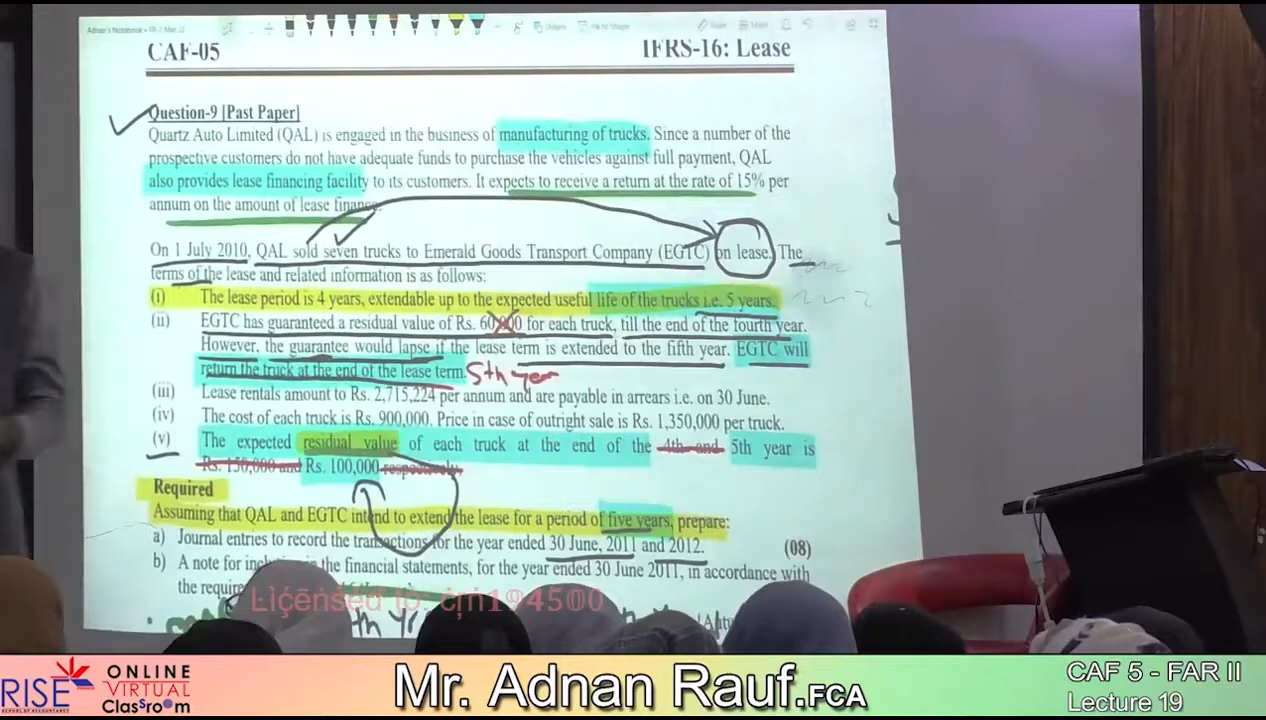 CAF-05 IFRS-16: Lease
Question-9 [Past Paper]
Quartz Auto Limited (QAL) is engaged in the business of manufacturing of trucks. Since a number of the
prospective customers do not have adequate funds to purchase the vehicles against full payment, QAL
also provides lease financing facility to its customers. It expects to receive a return at the rate of 15% per
annum on the amount of lease finance.
On 1 July 2010, QAL sold seven trucks to Emerald Goods Transport Company (EGTC) on lease. The
terms of the lease and related information is as follows:
(i) The lease period is 4 years, extendable up to the expected useful life of the trucks i.e. 5 years.
(ii) EGTC has guaranteed a residual value of Rs. 60,000 for each truck, till the end of the fourth year.
However, the guarantee would lapse if the lease term is extended to the fifth year. EGTC will
return the truck at the end of the lease term. 5th year
(iii) Lease rentals amount to Rs. 2,715,224 per annum and are payable in arrears i.e. on 30 June.
(iv) The cost of each truck is Rs. 900,000. Price in case of outright sale is Rs. 1,350,000 per truck.
(v) The expected residual value of each truck at the end of the 4th and 5th year is
Rs. 150,000 and Rs. 100,000 respectively.
Required
Assuming that QAL and EGTC intend to extend the lease for a period of five years, prepare:
a) Journal entries to record the transactions for the year ended 30 June, 2011 and 2012. (08)
b) A note for in the financial statements, for the year ended 30 June 2011, in accordance with
the
Licensed to: cm194500
RISE
SCHOOL OF ACCOUNTANCY
ONLINE
VIRTUAL
Classroom
Mr. Adnan Rauf.FCA
CAF 5 - FAR II
Lecture 19